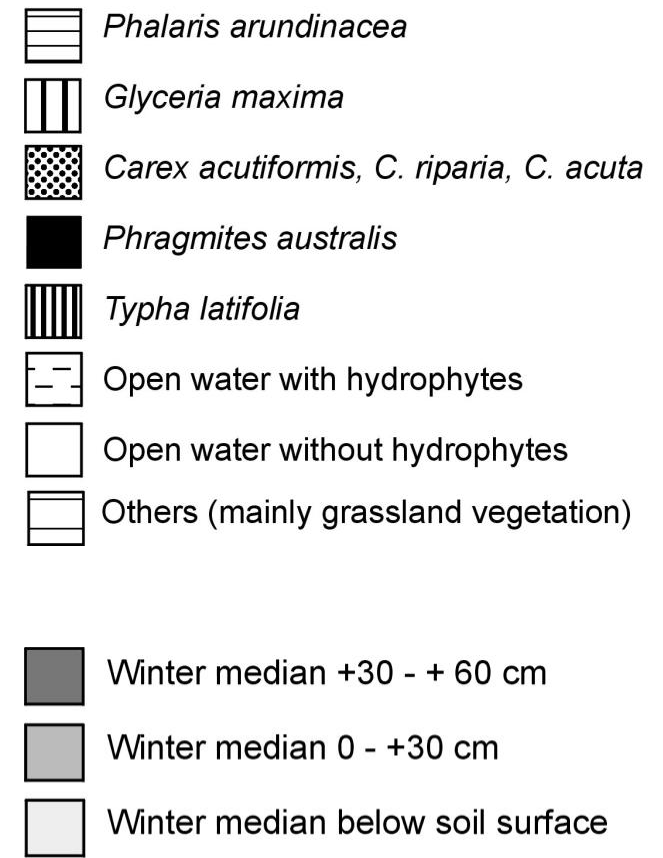 Phalaris arundinacea
Glyceria maxima
Carex acutiformis, C. riparia, C. acuta
Phragmites australis
Typha latifolia
Open water with hydrophytes
Open water without hydrophytes
Others (mainly grassland vegetation)
Winter median +30 - + 60 cm
Winter median 0 - +30 cm
Winter median below soil surface